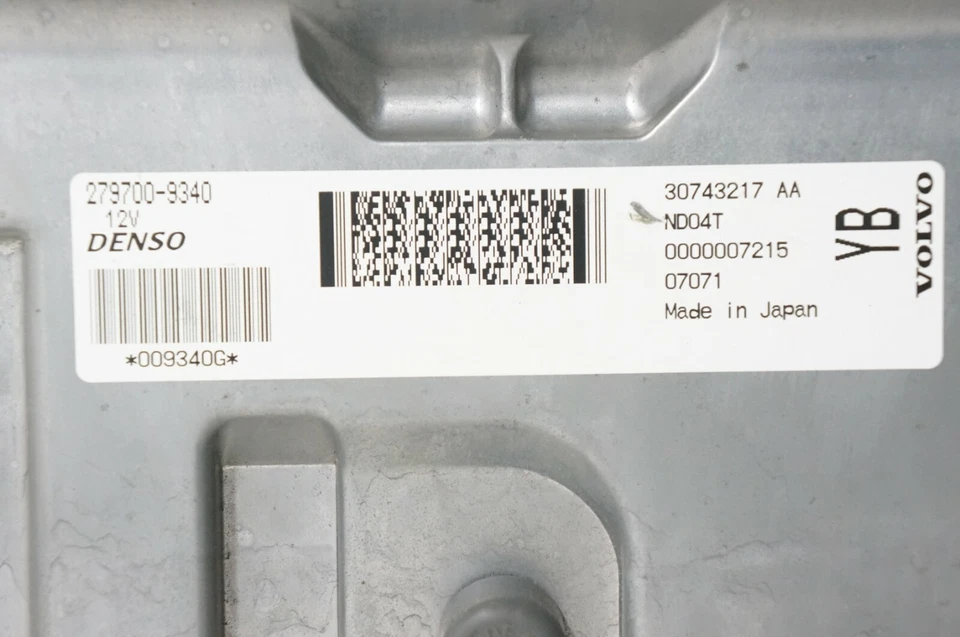 279700-9340
12V
DENSO
*009340G*
30743217 AA
ND04T
0000007215
07071
Made in Japan
YB
VOLVO